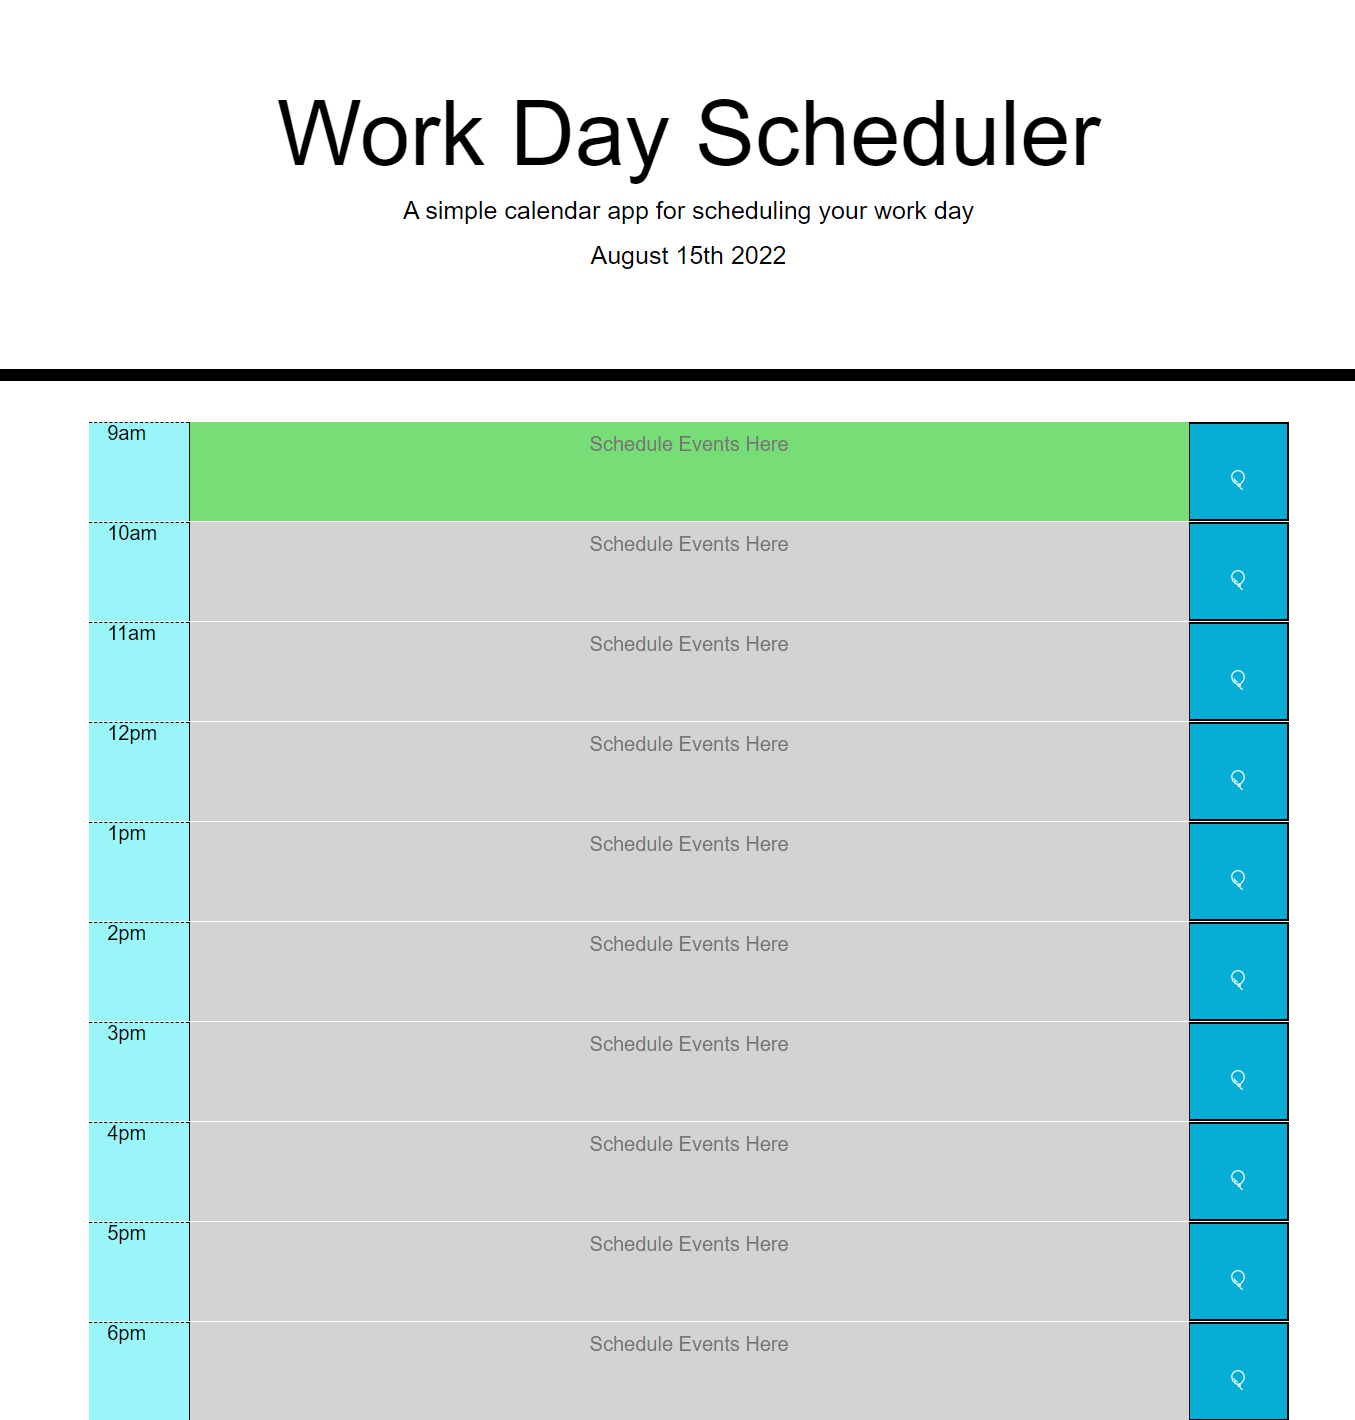 Work Day Scheduler
A simple calendar app for scheduling your work day
August 15th 2022
9am
Schedule Events Here
10am
Schedule Events Here
11am
Schedule Events Here
12pm
Schedule Events Here
1pm
Schedule Events Here
2pm
Schedule Events Here
3pm
Schedule Events Here
4pm
Schedule Events Here
5pm
Schedule Events Here
6pm
Schedule Events Here